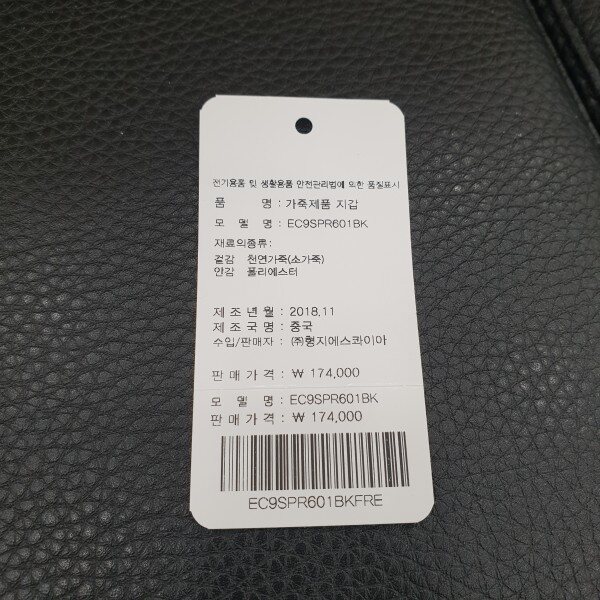 전기용품 및 생활용품 안전관리법에 의한 품질표시
품 명 : 가죽제품 지갑
모 델 명 : EC9SPR601BK
재료의종류:
겉감 천연가죽(소가죽)
안감 폴리에스터
제 조 년 월 : 2018.11
제 조 국 명 : 중국
수입/판매자 : ㈜형지에스콰이아
판 매 가 격 : ₩ 174,000
모 델 명 : EC9SPR601BK
판 매 가 격 : ₩ 174,000
EC9SPR601BKFRE